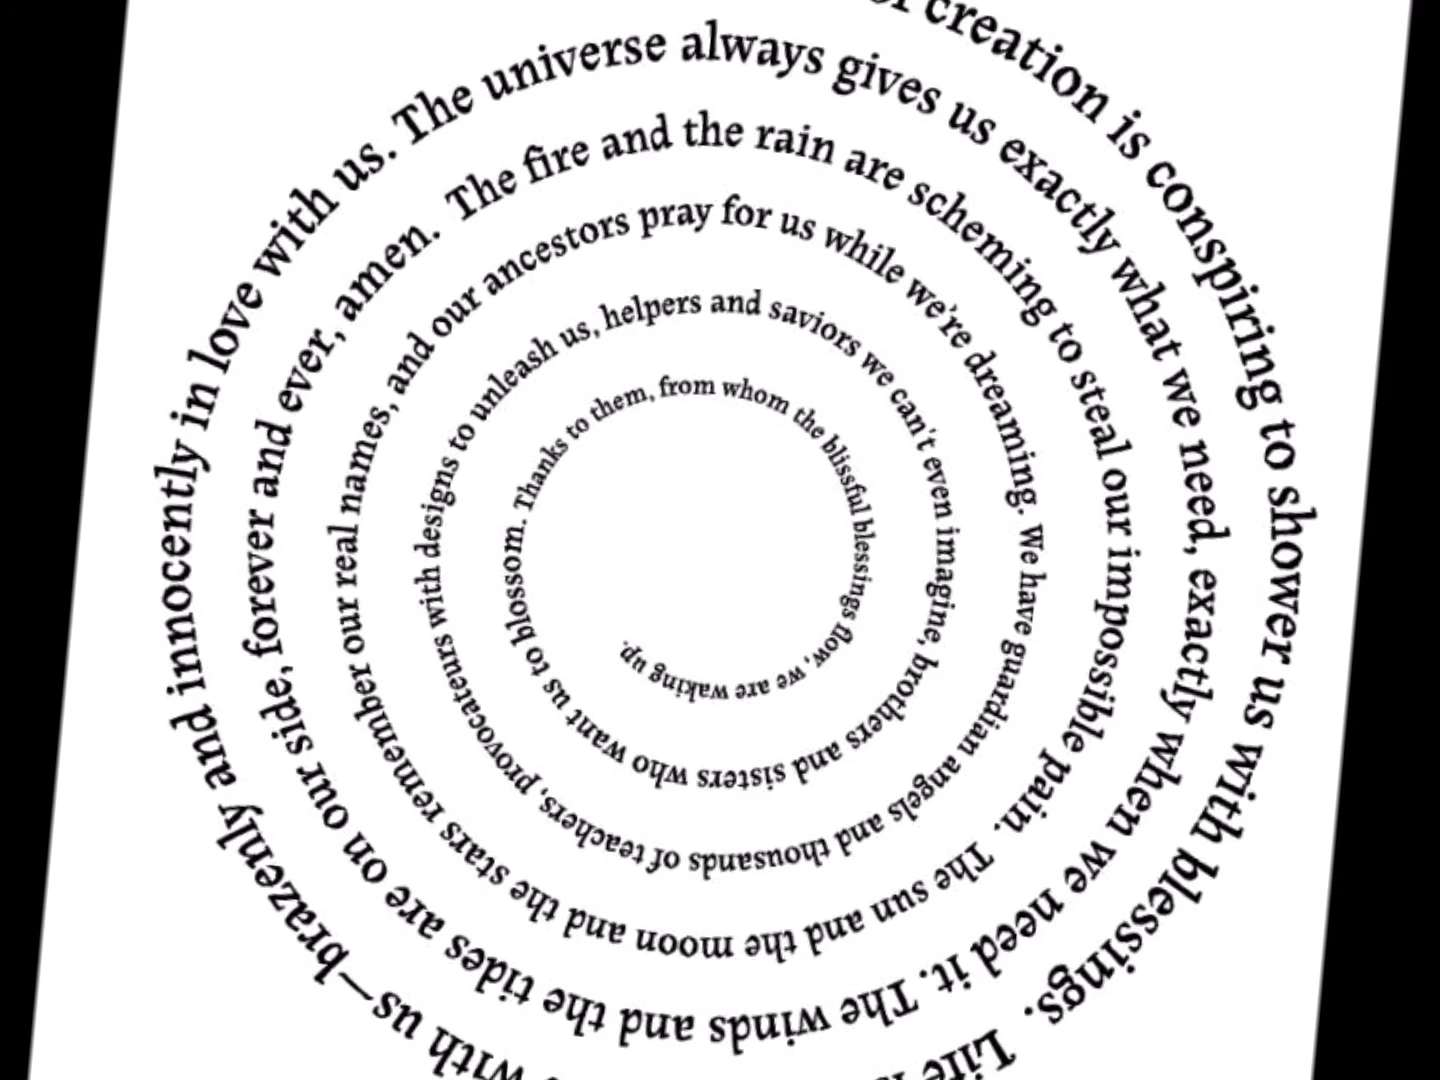 creation is conspiring to shower us with blessings. Life
with us—brazenly and innocently in love with us. The universe always gives us exactly what we need, exactly when we need it. The winds and the tides are on our side, forever and ever, amen. The fire and the rain are scheming to steal our impossible pain. The sun and the moon and the stars remember our real names, and our ancestors pray for us while we're dreaming. We have guardian angels and thousands of teachers, provocateurs with designs to unleash us, helpers and saviors we can't even imagine, brothers and sisters who want us to blossom. Thanks to them, from whom the blissful blessings flow, we are waking up.